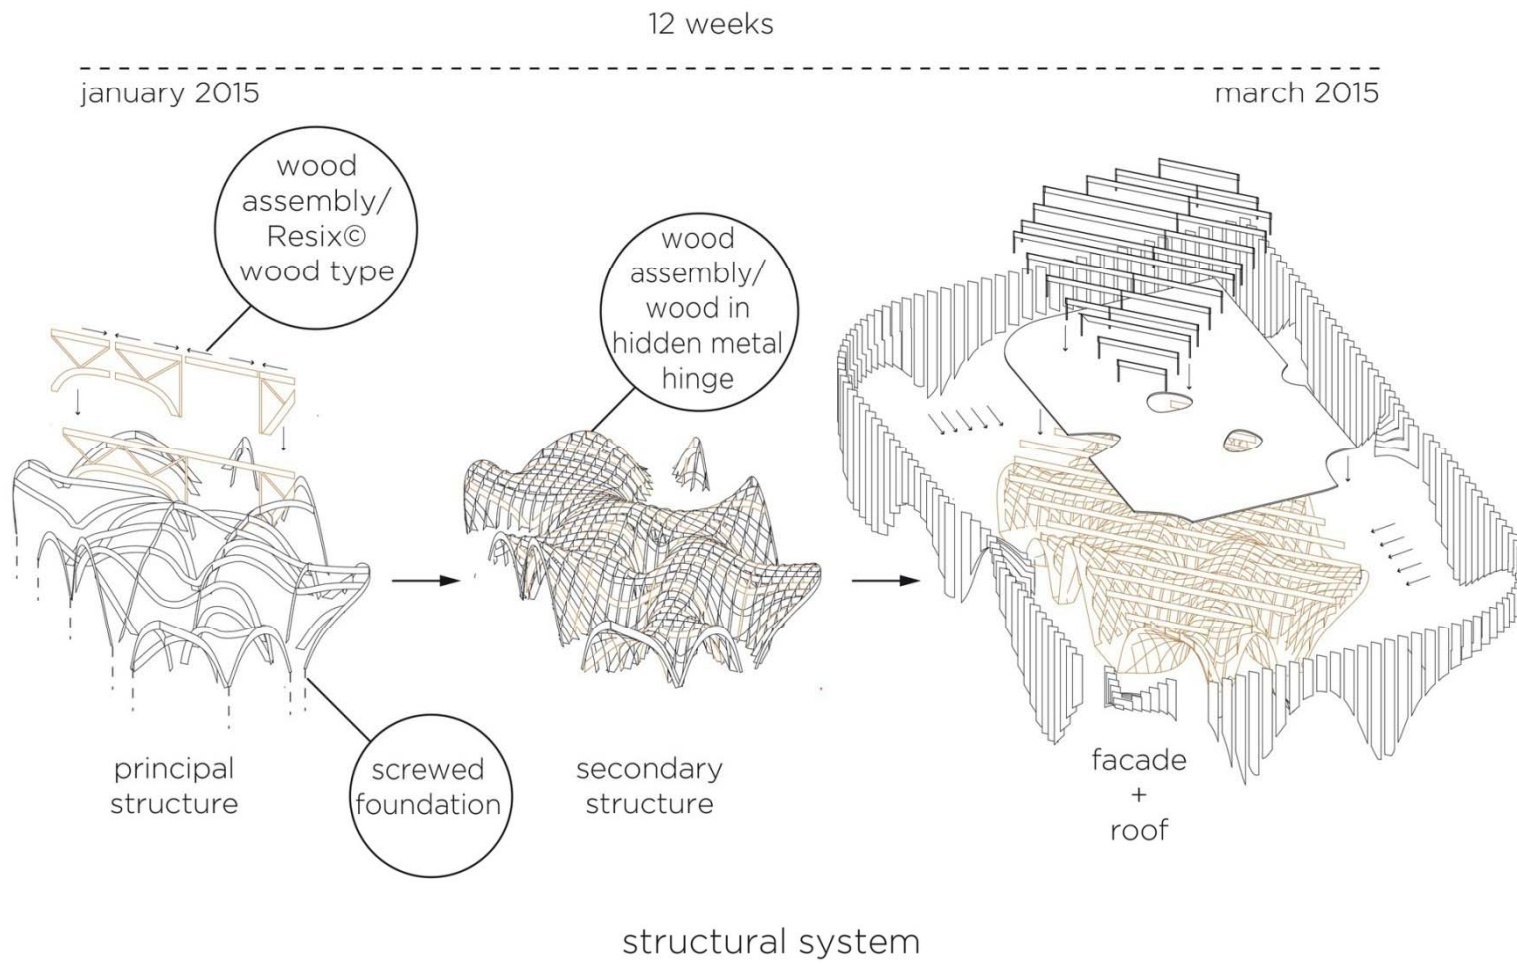 12 weeks
january 2015
march 2015
wood
assembly/
Resix©
wood type
wood
assembly/
wood in
hidden metal
hinge
principal
structure
screwed
foundation
secondary
structure
facade
+
roof
structural system